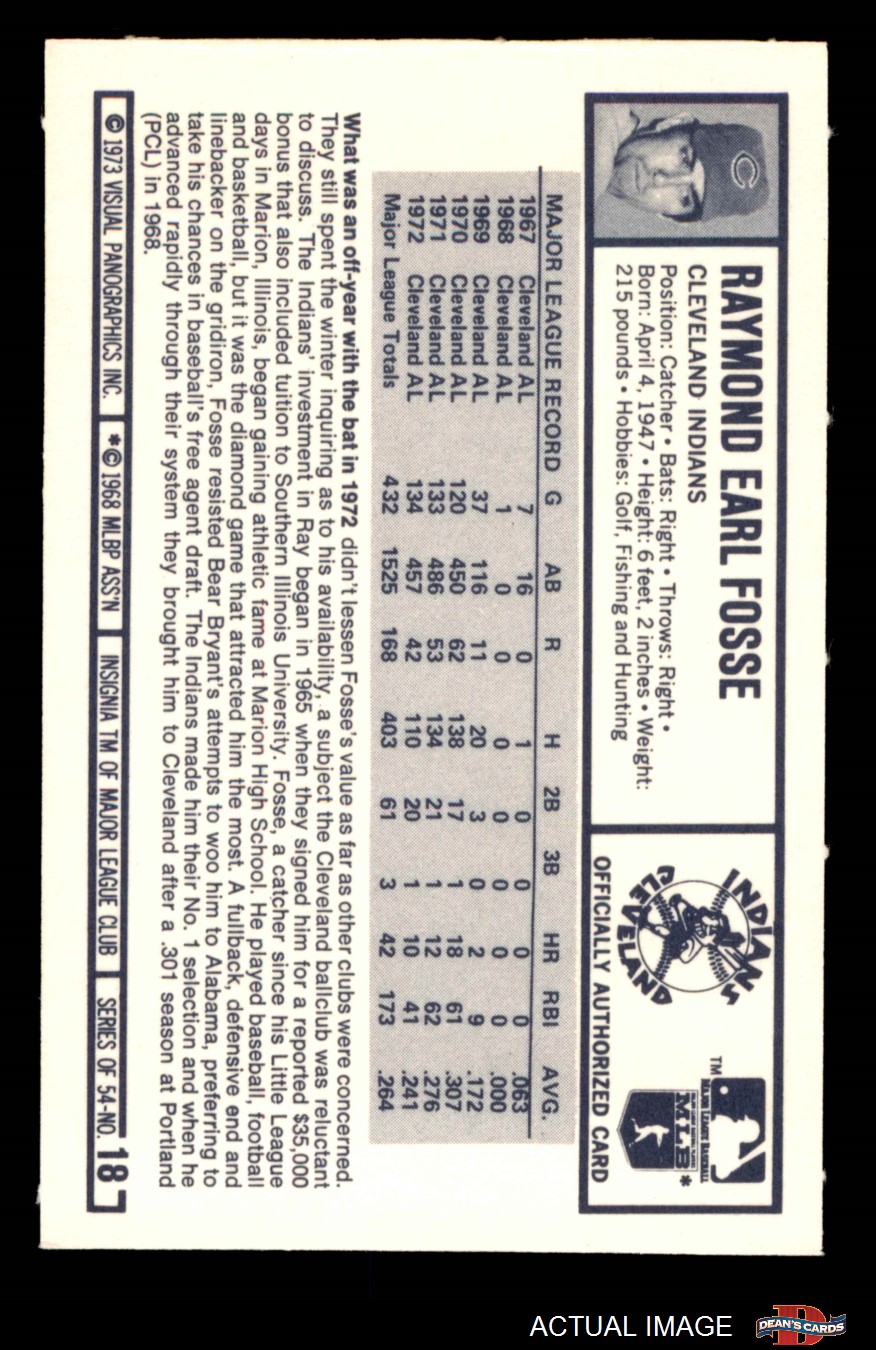 RAYMOND EARL FOSSE
CLEVELAND INDIANS
Position: Catcher • Bats: Right • Throws: Right •
Born: April 4, 1947 • Height: 6 feet, 2 inches • Weight:
215 pounds • Hobbies: Golf, Fishing and Hunting
INDIANS
CLEVELAND
TM
MAJOR LEAGUE BASEBALL
MLB*
OFFICIALLY AUTHORIZED CARD
MAJOR LEAGUE RECORD G AB R H 2B 3B HR RBI AVG.
1967 Cleveland AL 7 16 0 1 0 0 0 0 .063
1968 Cleveland AL 1 0 0 0 0 0 0 0 .000
1969 Cleveland AL 37 116 11 20 3 0 2 9 .172
1970 Cleveland AL 120 450 62 138 17 1 18 61 .307
1971 Cleveland AL 133 486 53 134 21 1 12 62 .276
1972 Cleveland AL 134 457 42 110 20 1 10 41 .241
Major League Totals 432 1525 168 403 61 3 42 173 .264
What was an off-year with the bat in 1972 didn't lessen Fosse's value as far as other clubs were concerned.
They still spent the winter inquiring as to his availability, a subject the Cleveland ballclub was reluctant
to discuss. The Indians' investment in Ray began in 1965 when they signed him for a reported $35,000
bonus that also included tuition to Southern Illinois University. Fosse, a catcher since his Little League
days in Marion, Illinois, began gaining athletic fame at Marion High School. He played baseball, football
and basketball, but it was the diamond game that attracted him the most. A fullback, defensive end and
linebacker on the gridiron, Fosse resisted Bear Bryant's attempts to woo him to Alabama, preferring to
take his chances in baseball's free agent draft. The Indians made him their No. 1 selection and when he
advanced rapidly through their system they brought him to Cleveland after a .301 season at Portland
(PCL) in 1968.
© 1973 VISUAL PANOGRAPHICS INC. *© 1968 MLBP ASS'N INSIGNIA TM OF MAJOR LEAGUE CLUB SERIES OF 54-NO. 18
ACTUAL IMAGE
DEAN'S CARDS